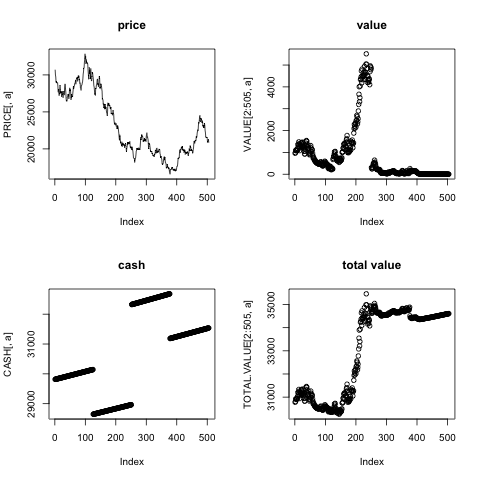 price
PRICE[, a]
20000 25000 30000
0 100 200 300 400 500
Index
value
VALUE[2:505, a]
0 2000 4000
0 100 200 300 400 500
Index
cash
CASH[, a]
29000 31000
0 100 200 300 400 500
Index
total value
TOTAL.VALUE[2:505, a]
31000 33000 35000
0 100 200 300 400 500
Index